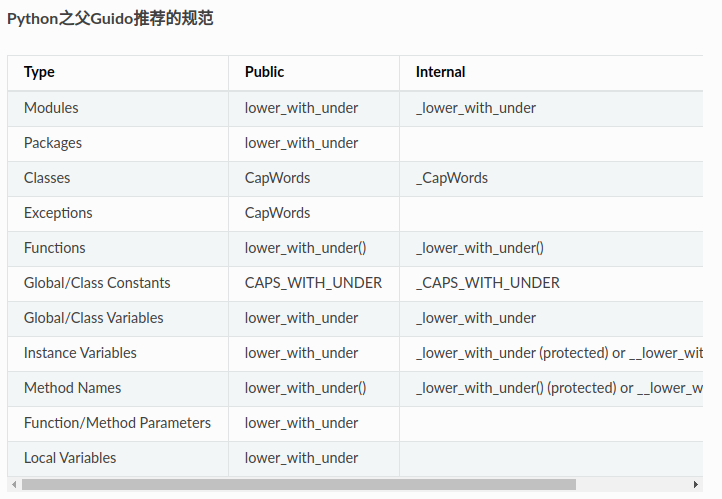 Python之父Guido推荐的规范
Type Public Internal
Modules lower_with_under _lower_with_under
Packages lower_with_under
Classes CapWords _CapWords
Exceptions CapWords
Functions lower_with_under() _lower_with_under()
Global/Class Constants CAPS_WITH_UNDER _CAPS_WITH_UNDER
Global/Class Variables lower_with_under _lower_with_under
Instance Variables lower_with_under _lower_with_under (protected) or __lower_wit
Method Names lower_with_under() _lower_with_under() (protected) or __lower_w
Function/Method Parameters lower_with_under
Local Variables lower_with_under